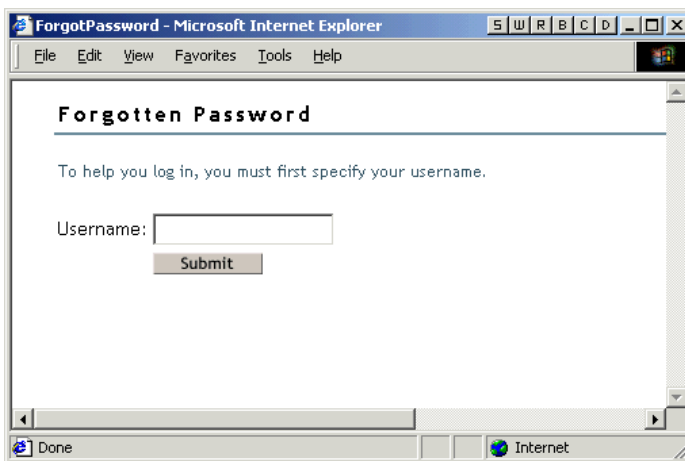 ForgotPassword - Microsoft Internet Explorer S W R B C D
File Edit View Favorites Tools Help
Forgotten Password
To help you log in, you must first specify your username.
Username:
Submit
Done Internet